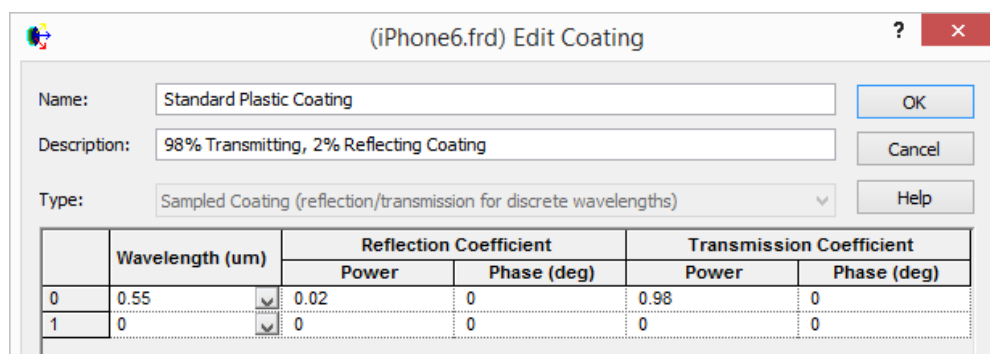 (iPhone6.frd) Edit Coating ? ×
Name: Standard Plastic Coating OK
Description: 98% Transmitting, 2% Reflecting Coating Cancel
Type: Sampled Coating (reflection/transmission for discrete wavelengths) Help
Wavelength (um) Reflection Coefficient Transmission Coefficient
Power Phase (deg) Power Phase (deg)
0 0.55 0.02 0 0.98 0
1 0 0 0 0 0